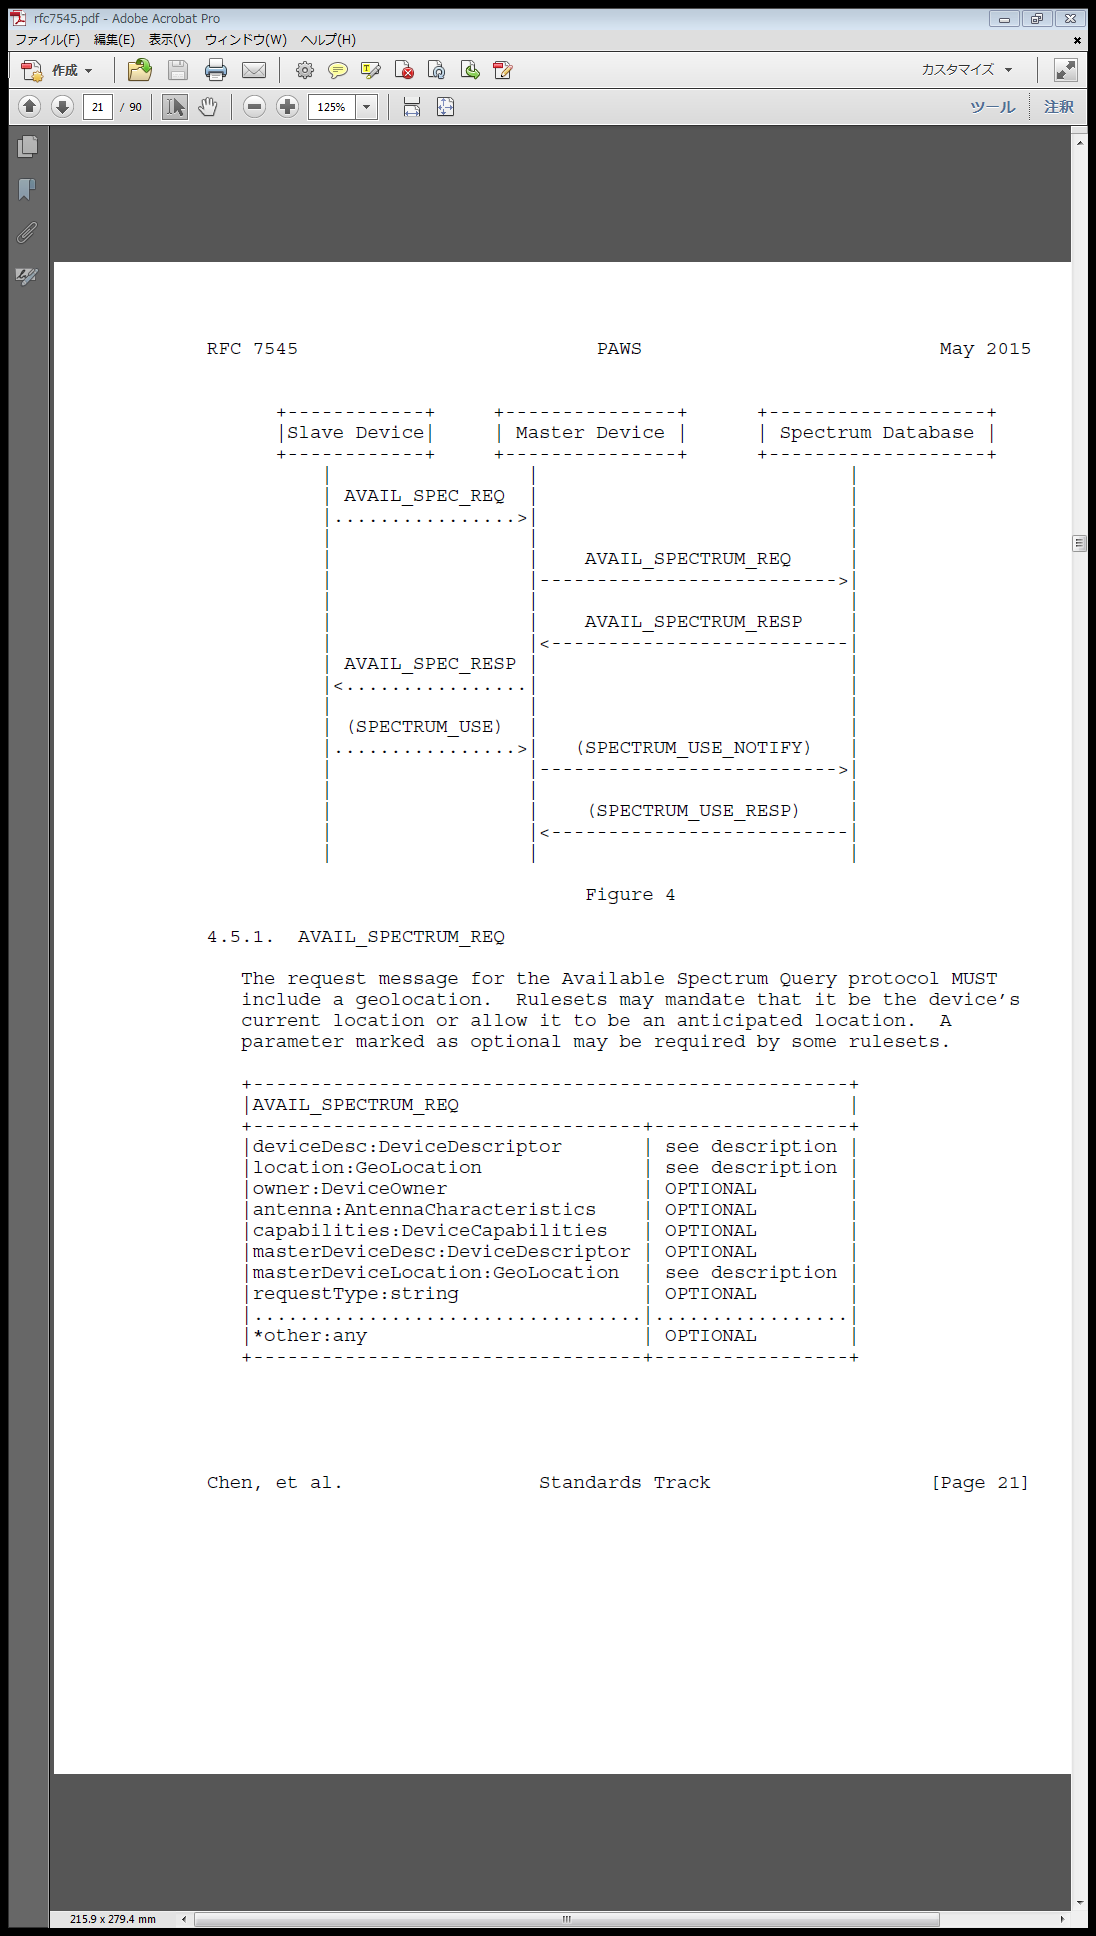 rfc7545.pdf - Adobe Acrobat Pro
ファイル(F) 編集(E) 表示(V) ウィンドウ(W) ヘルプ(H)
作成 カスタマイズ
21 / 90 125% ツール 注釈
RFC 7545 PAWS May 2015
+------------+ +---------------+ +-------------------+
|Slave Device| | Master Device | | Spectrum Database |
+------------+ +---------------+ +-------------------+
| | |
| AVAIL_SPEC_REQ | |
|................>| |
| | |
| | AVAIL_SPECTRUM_REQ |
| |-------------------------->|
| | |
| | AVAIL_SPECTRUM_RESP |
| |<--------------------------|
| AVAIL_SPEC_RESP | |
|<................| |
| | |
| (SPECTRUM_USE) | |
|................>| (SPECTRUM_USE_NOTIFY) |
| |-------------------------->|
| | |
| | (SPECTRUM_USE_RESP) |
| |<--------------------------|
| | |
Figure 4
4.5.1. AVAIL_SPECTRUM_REQ
The request message for the Available Spectrum Query protocol MUST
include a geolocation. Rulesets may mandate that it be the device's
current location or allow it to be an anticipated location. A
parameter marked as optional may be required by some rulesets.
+----------------------------------------------------+
|AVAIL_SPECTRUM_REQ |
+----------------------------------+-----------------+
|deviceDesc:DeviceDescriptor | see description |
|location:GeoLocation | see description |
|owner:DeviceOwner | OPTIONAL |
|antenna:AntennaCharacteristics | OPTIONAL |
|capabilities:DeviceCapabilities | OPTIONAL |
|masterDeviceDesc:DeviceDescriptor | OPTIONAL |
|masterDeviceLocation:GeoLocation | see description |
|requestType:string | OPTIONAL |
|..................................|.................|
|*other:any | OPTIONAL |
+----------------------------------+-----------------+
Chen, et al. Standards Track [Page 21]
215.9 x 279.4 mm